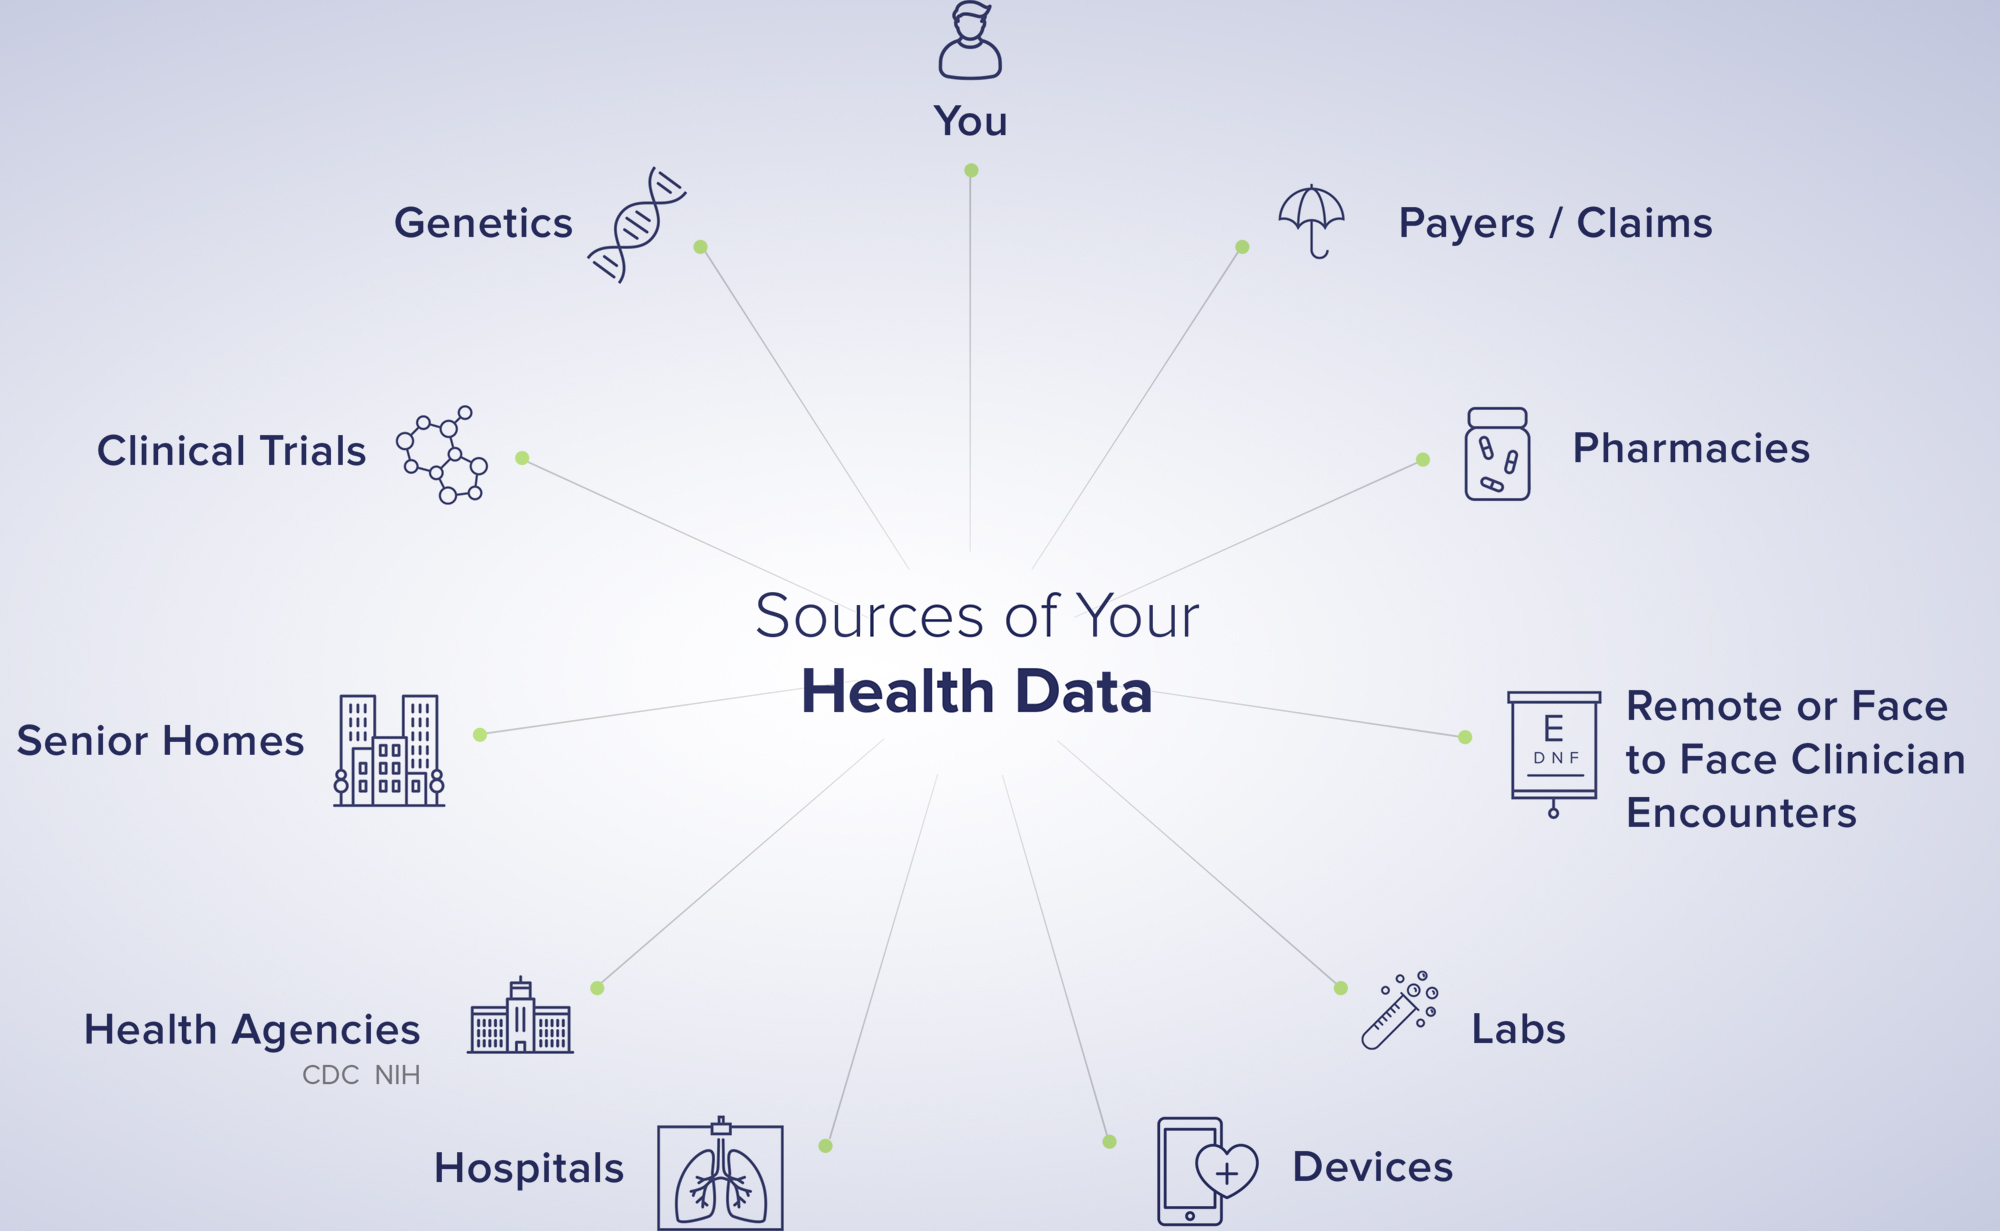 You
Genetics
Payers / Claims
Clinical Trials
Pharmacies
Sources of Your
Health Data
Senior Homes
E
D N F
Remote or Face
to Face Clinician
Encounters
Health Agencies
CDC NIH
Labs
Hospitals
Devices